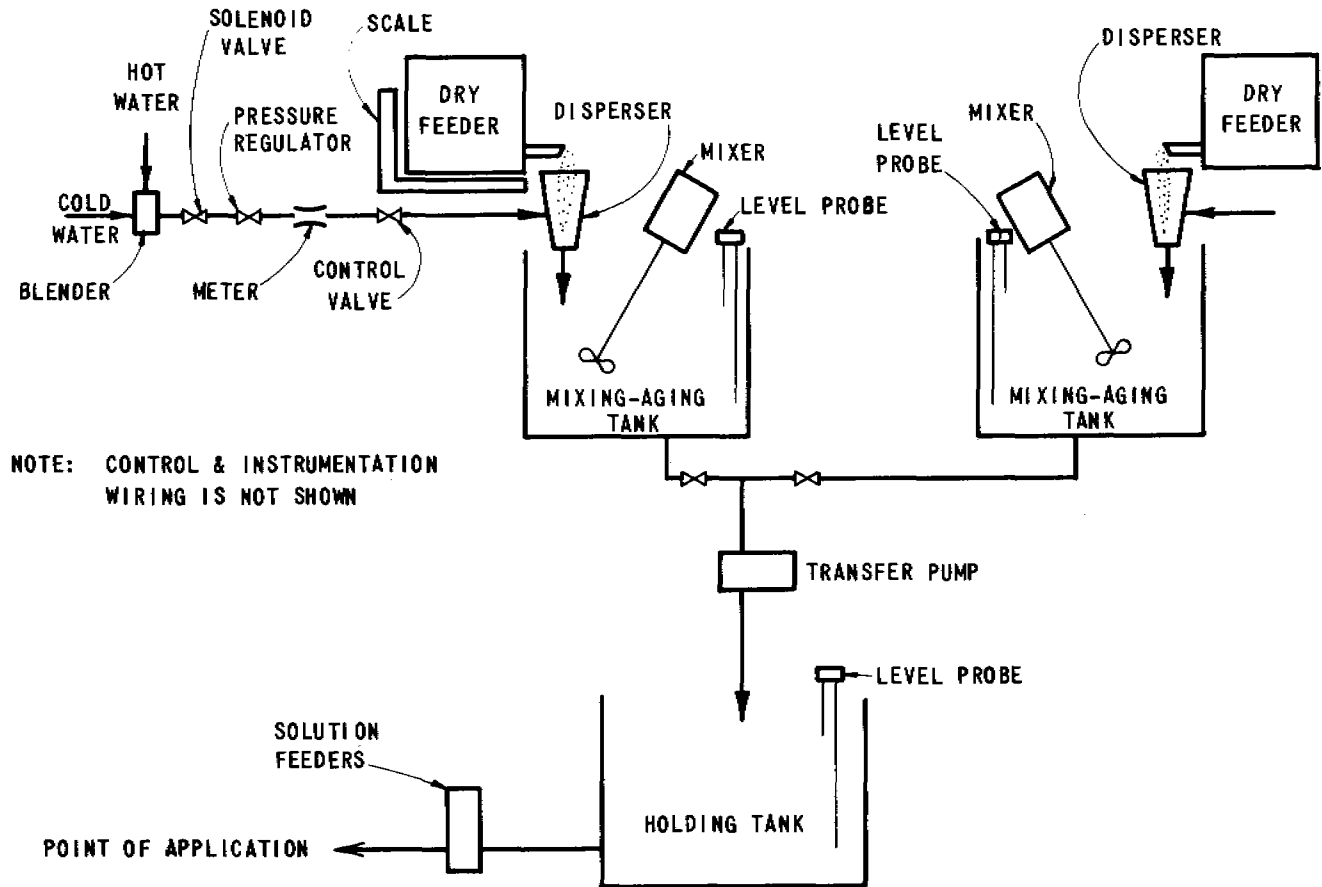 SOLENOID
VALVE
SCALE
DISPERSER
HOT
WATER
DRY
FEEDER
DRY
FEEDER
PRESSURE
REGULATOR
DISPERSER
MIXER
LEVEL
PROBE
MIXER
COLD
WATER
LEVEL PROBE
BLENDER
METER
CONTROL
VALVE
MIXING-AGING
TANK
MIXING-AGING
TANK
NOTE: CONTROL & INSTRUMENTATION
WIRING IS NOT SHOWN
TRANSFER PUMP
LEVEL PROBE
SOLUTION
FEEDERS
HOLDING TANK
POINT OF APPLICATION